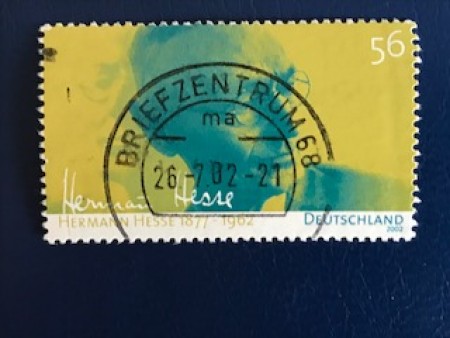 56
BRIEFZENTRUM 68
ma
26-7.02-21
Hermann Hesse
HERMANN HESSE 1877 - 1962
DEUTSCHLAND
2002